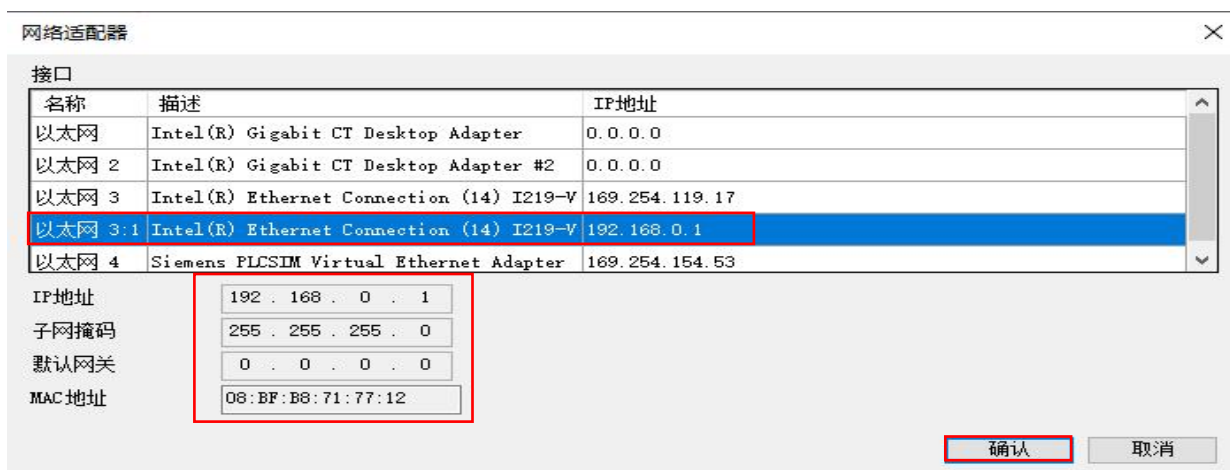 网络适配器
接口
名称 描述 IP地址
以太网 Intel(R) Gigabit CT Desktop Adapter 0.0.0.0
以太网 2 Intel(R) Gigabit CT Desktop Adapter #2 0.0.0.0
以太网 3 Intel(R) Ethernet Connection (14) I219-V 169.254.119.17
以太网 3:1 Intel(R) Ethernet Connection (14) I219-V 192.168.0.1
以太网 4 Siemens PLCSIM Virtual Ethernet Adapter 169.254.154.53
IP地址 192 . 168 . 0 . 1
子网掩码 255 . 255 . 255 . 0
默认网关 0 . 0 . 0 . 0
MAC地址 08:BF:B8:71:77:12
确认 取消